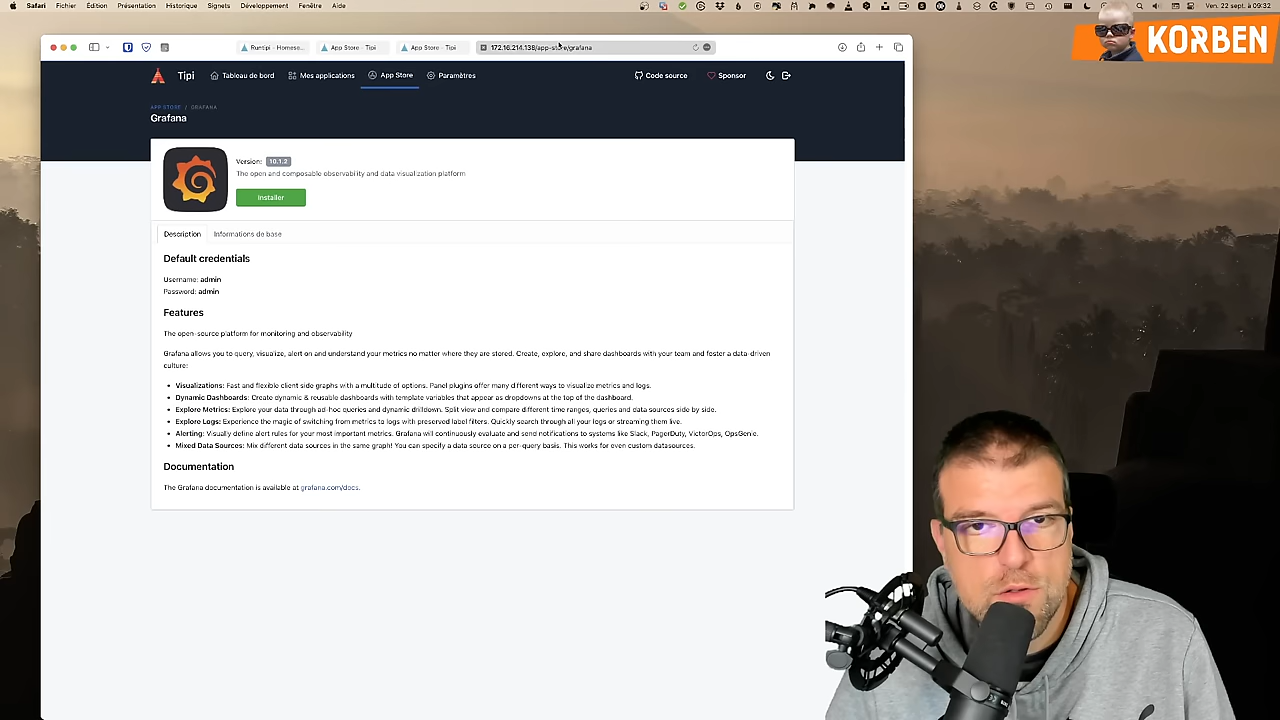 Safari Fichier Édition Présentation Historique Signets Développement Fenêtre Aide
Ven. 22 sept. à 09:32
KORBEN
Runtipi - Homese...
App Store - Tipi
App Store - Tipi
172.16.214.138/app-store/grafana
Tipi
Tableau de bord
Mes applications
App Store
Paramètres
Code source
Sponsor
APP STORE / GRAFANA
Grafana
Version: 10.1.2
The open and composable observability and data visualization platform
Installer
Description
Informations de base
Default credentials
Username: admin
Password: admin
Features
The open-source platform for monitoring and observability
Grafana allows you to query, visualize, alert on and understand your metrics no matter where they are stored. Create, explore, and share dashboards with your team and foster a data-driven
culture:
• Visualizations: Fast and flexible client side graphs with a multitude of options. Panel plugins offer many different ways to visualize metrics and logs.
• Dynamic Dashboards: Create dynamic & reusable dashboards with template variables that appear as dropdowns at the top of the dashboard.
• Explore Metrics: Explore your data through ad-hoc queries and dynamic drilldown. Split view and compare different time ranges, queries and data sources side by side.
• Explore Logs: Experience the magic of switching from metrics to logs with preserved label filters. Quickly search through all your logs or streaming them live.
• Alerting: Visually define alert rules for your most important metrics. Grafana will continuously evaluate and send notifications to systems like Slack, PagerDuty, VictorOps, OpsGenie.
• Mixed Data Sources: Mix different data sources in the same graph! You can specify a data source on a per-query basis. This works for even custom datasources.
Documentation
The Grafana documentation is available at grafana.com/docs.